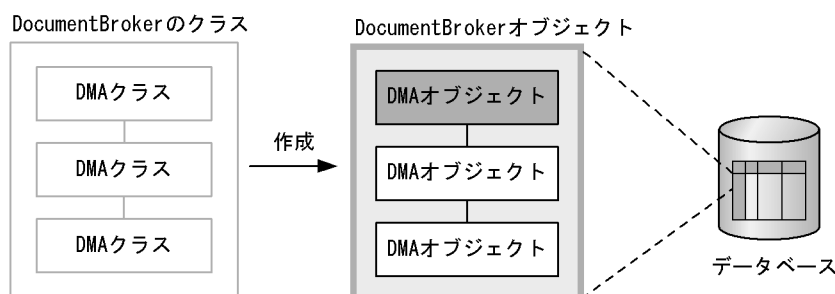 DocumentBrokerのクラス
DMAクラス
DMAクラス
DMAクラス
作成
DocumentBrokerオブジェクト
DMAオブジェクト
DMAオブジェクト
DMAオブジェクト
データベース